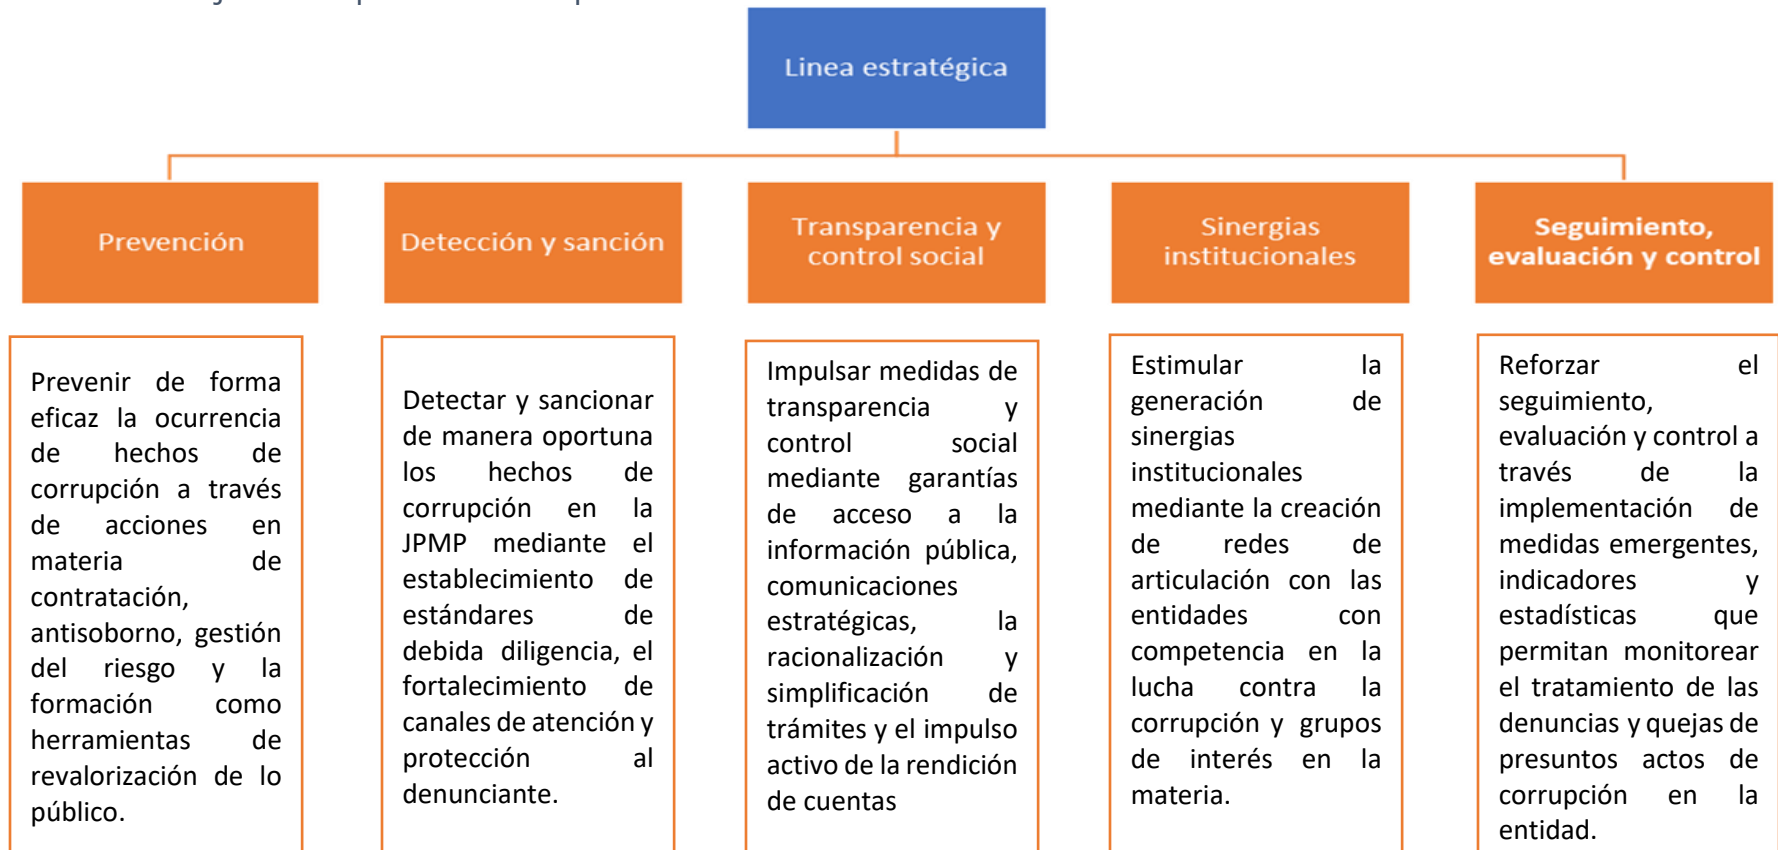 Linea estratégica
Prevención
Detección y sanción
Transparencia y
control social
Sinergias
institucionales
Seguimiento,
evaluación y control
Prevenir de forma
eficaz la ocurrencia
de hechos de
corrupción a través
de acciones en
materia de
contratación,
antisoborno, gestión
del riesgo y la
formación como
herramientas de
revalorización de lo
público.
Detectar y sancionar
de manera oportuna
los hechos de
corrupción en la
JPMP mediante el
establecimiento de
estándares de
debida diligencia, el
fortalecimiento de
canales de atención y
protección al
denunciante.
Impulsar medidas de
transparencia y
control social
mediante garantías
de acceso a la
información pública,
comunicaciones
estratégicas, la
racionalización y
simplificación de
trámites y el impulso
activo de la rendición
de cuentas
Estimular la
generación de
sinergias
institucionales
mediante la creación
de redes de
articulación con las
entidades con
competencia en la
lucha contra la
corrupción y grupos
de interés en la
materia.
Reforzar el
seguimiento,
evaluación y control a
través de la
implementación de
medidas emergentes,
indicadores y
estadísticas que
permitan monitorear
el tratamiento de las
denuncias y quejas de
presuntos actos de
corrupción en la
entidad.